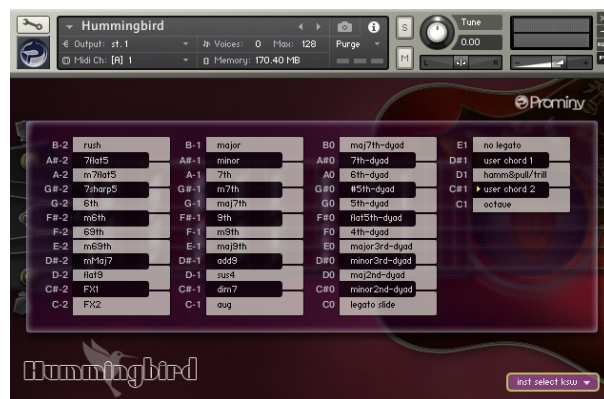 Hummingbird
Output: st. 1 Voices: 0 Max: 128 Purge
Midi Ch: [A] 1 Memory: 170.40 MB
S
M
Tune
0.00
L R
- +
Prominy
B-2 rush
A#-2 7flat5
A-2 m7flat5
G#-2 7sharp5
G-2 6th
F#-2 m6th
F-2 69th
E-2 m69th
D#-2 mMaj7
D-2 flat9
C#-2 FX1
C-2 FX2
B-1 major
A#-1 minor
A-1 7th
G#-1 m7th
G-1 maj7th
F#-1 9th
F-1 m9th
E-1 maj9th
D#-1 add9
D-1 sus4
C#-1 dim7
C-1 aug
B0 maj7th-dyad
A#0 7th-dyad
A0 6th-dyad
G#0 #5th-dyad
G0 5th-dyad
F#0 flat5th-dyad
F0 4th-dyad
E0 major3rd-dyad
D#0 minor3rd-dyad
D0 maj2nd-dyad
C#0 minor2nd-dyad
C0 legato slide
E1 no legato
D#1 user chord 1
D1 hamm&pull/trill
C#1 user chord 2
C1 octave
Hummingbird
inst select ksw